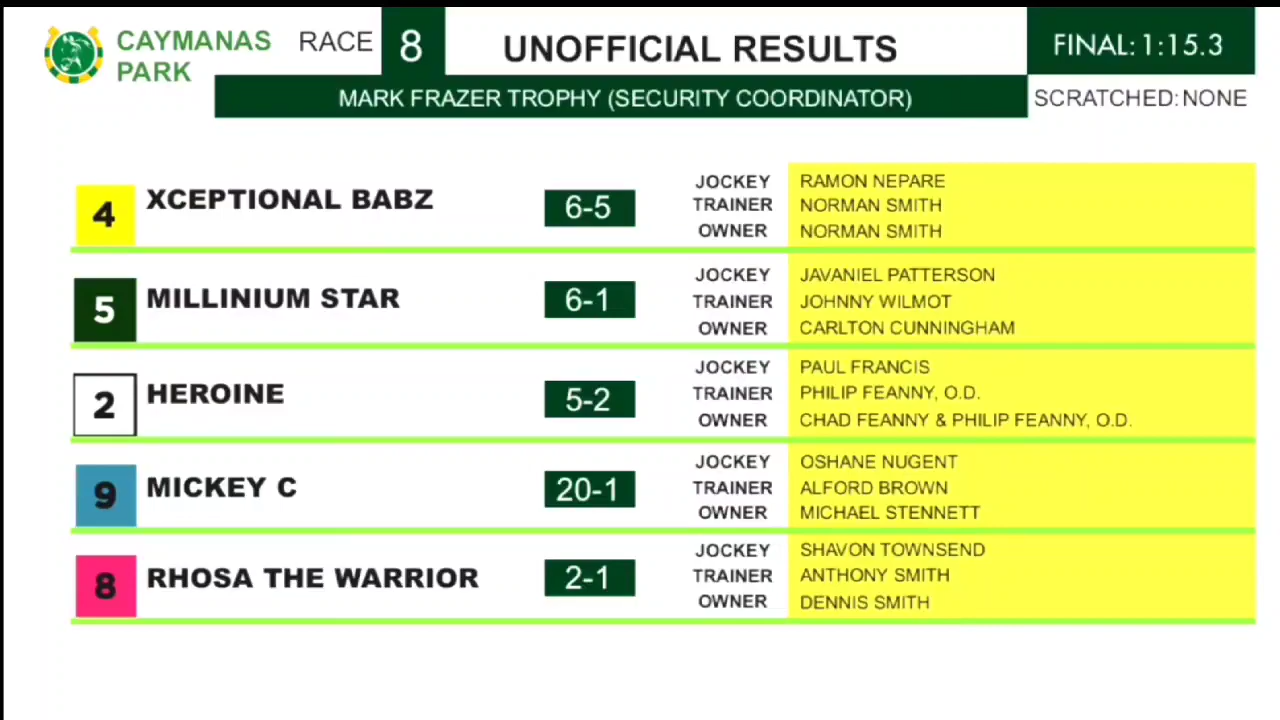 CAYMANAS PARK
RACE 8
UNOFFICIAL RESULTS
FINAL: 1:15.3
MARK FRAZER TROPHY (SECURITY COORDINATOR)
SCRATCHED: NONE
4 XCEPTIONAL BABZ 6-5
JOCKEY RAMON NEPARE
TRAINER NORMAN SMITH
OWNER NORMAN SMITH
5 MILLINIUM STAR 6-1
JOCKEY JAVANIEL PATTERSON
TRAINER JOHNNY WILMOT
OWNER CARLTON CUNNINGHAM
2 HEROINE 5-2
JOCKEY PAUL FRANCIS
TRAINER PHILIP FEANNY, O.D.
OWNER CHAD FEANNY & PHILIP FEANNY, O.D.
9 MICKEY C 20-1
JOCKEY OSHANE NUGENT
TRAINER ALFORD BROWN
OWNER MICHAEL STENNETT
8 RHOSA THE WARRIOR 2-1
JOCKEY SHAVON TOWNSEND
TRAINER ANTHONY SMITH
OWNER DENNIS SMITH